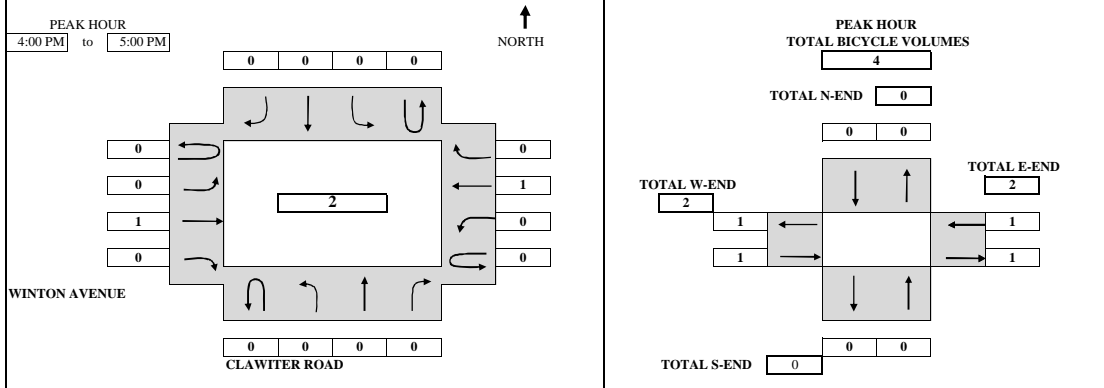 PEAK HOUR
4:00 PM to 5:00 PM
NORTH
0 0 0 0
0
0
1
0
2
0
1
0
0
WINTON AVENUE
0 0 0 0
CLAWITER ROAD
PEAK HOUR
TOTAL BICYCLE VOLUMES
4
TOTAL N-END 0
0 0
TOTAL W-END
2
TOTAL E-END
2
1
1
1
1
0 0
TOTAL S-END 0